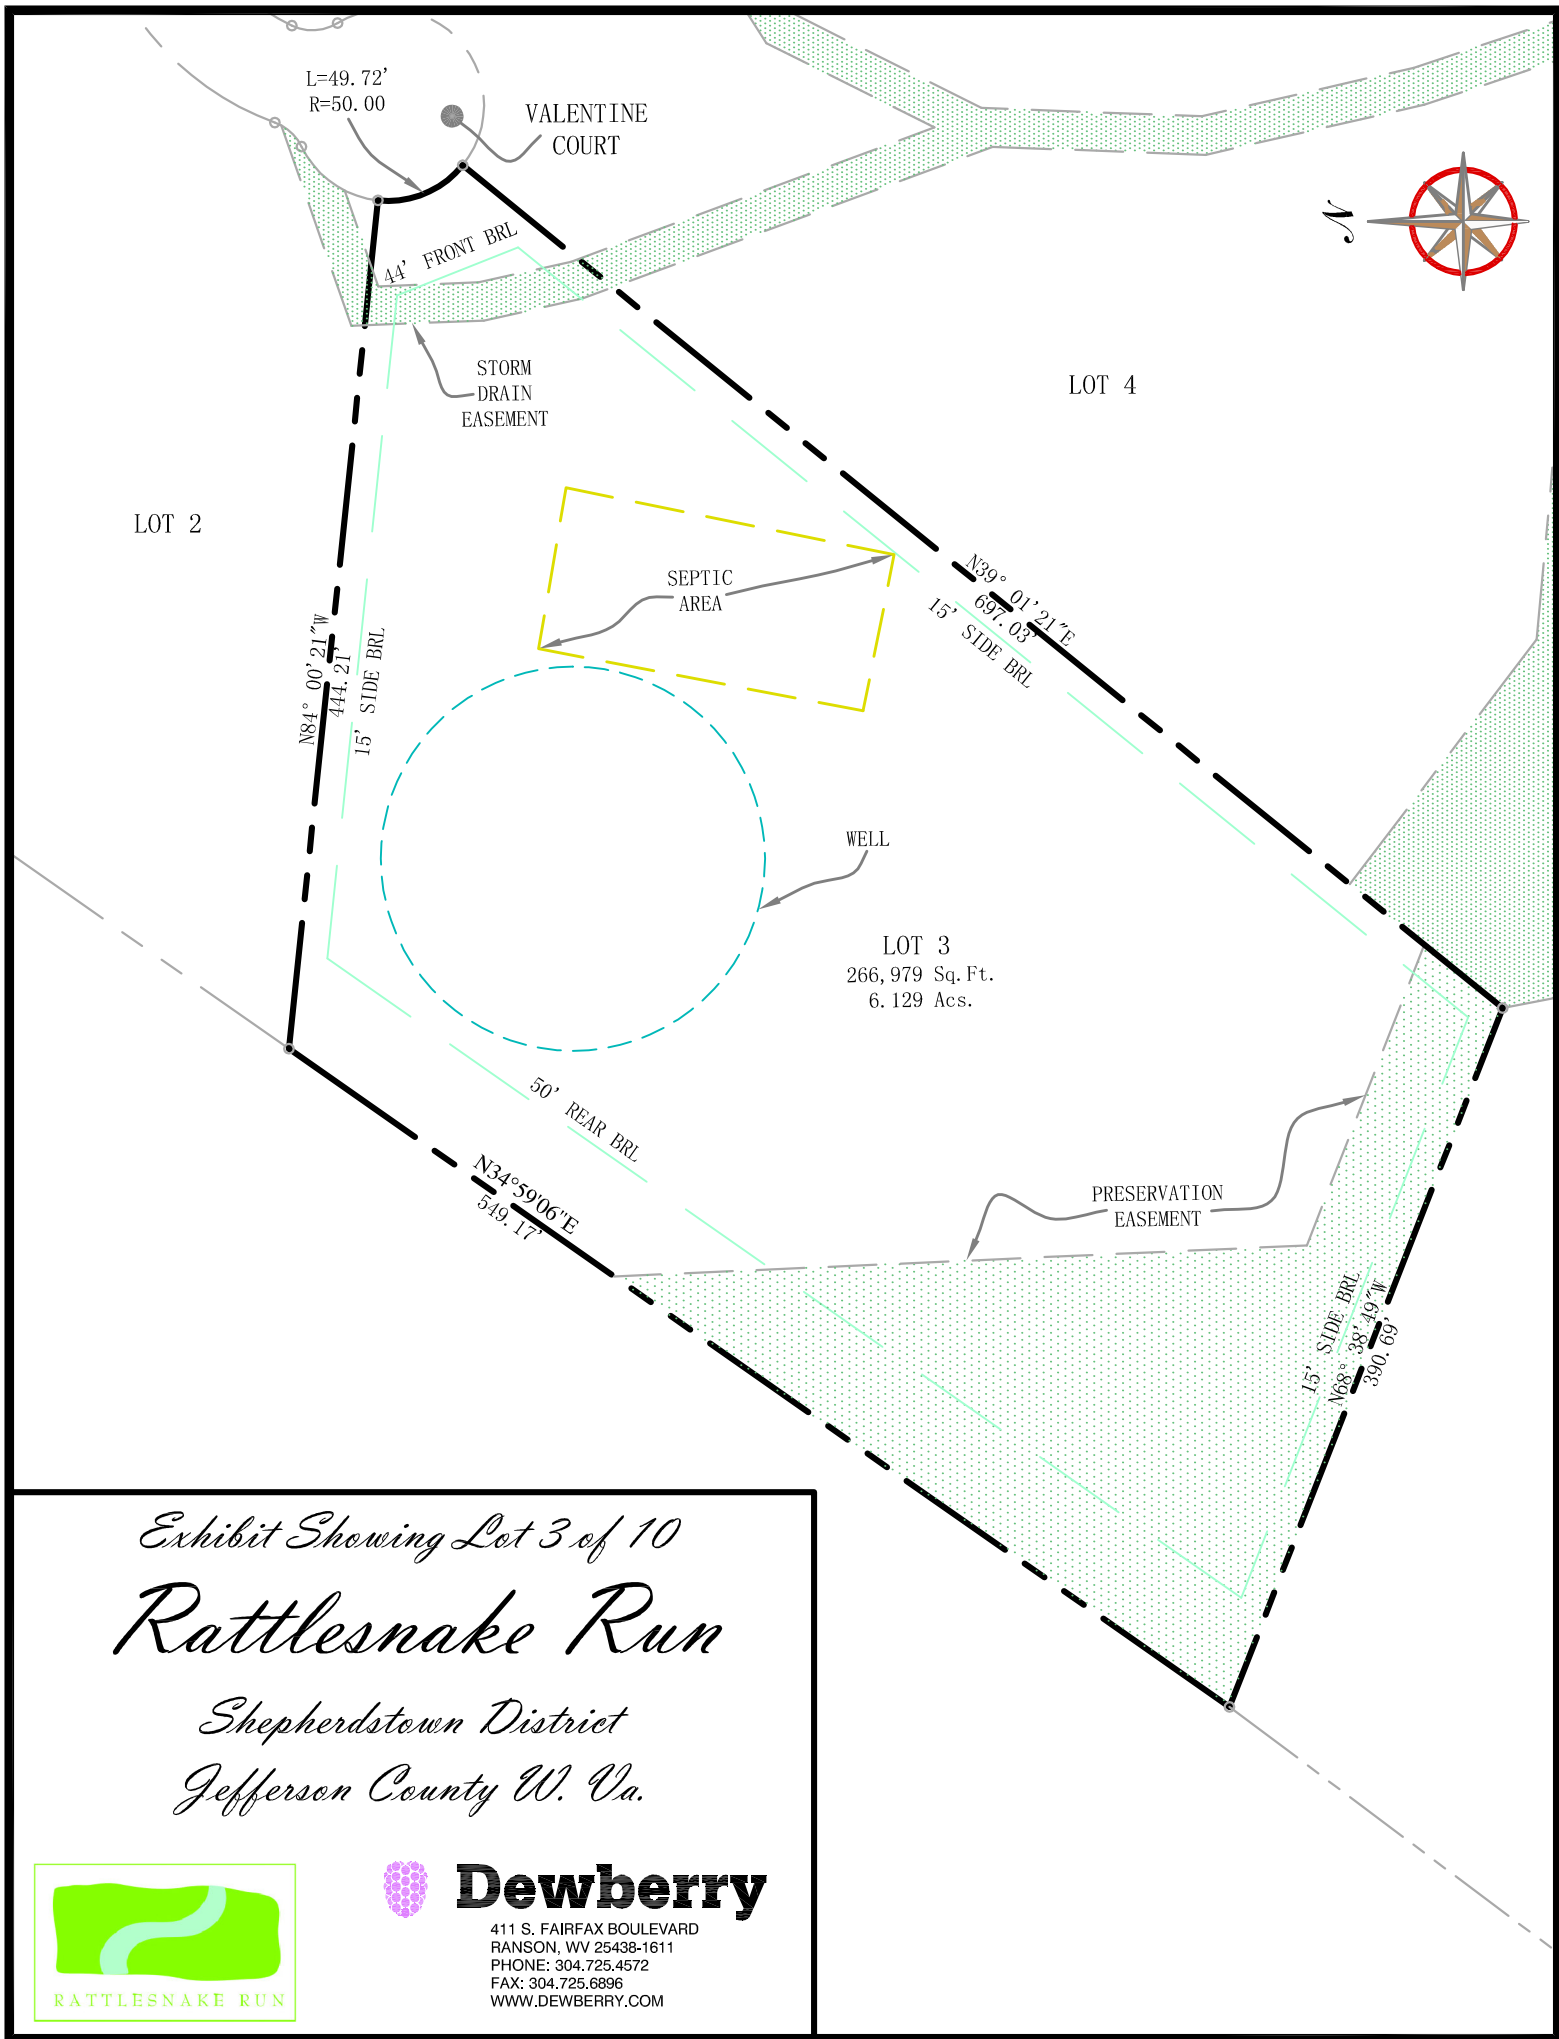 L=49.72'
R=50.00
VALENTINE
COURT
N
44' FRONT BRL
STORM
DRAIN
EASEMENT
LOT 4
LOT 2
SEPTIC
AREA
N39° 01'21"E
697.03'
15' SIDE BRL
N84° 00'21"W
444.21'
15' SIDE BRL
WELL
LOT 3
266,979 Sq.Ft.
6.129 Acs.
50' REAR BRL
N34°59'06"E
549.17'
PRESERVATION
EASEMENT
15' SIDE BRL
N68° 38'49"W
390.69'
Exhibit Showing Lot 3 of 10
Rattlesnake Run
Shepherdstown District
Jefferson County W. Va.
RATTLESNAKE RUN
Dewberry
411 S. FAIRFAX BOULEVARD
RANSON, WV 25438-1611
PHONE: 304.725.4572
FAX: 304.725.6896
WWW.DEWBERRY.COM